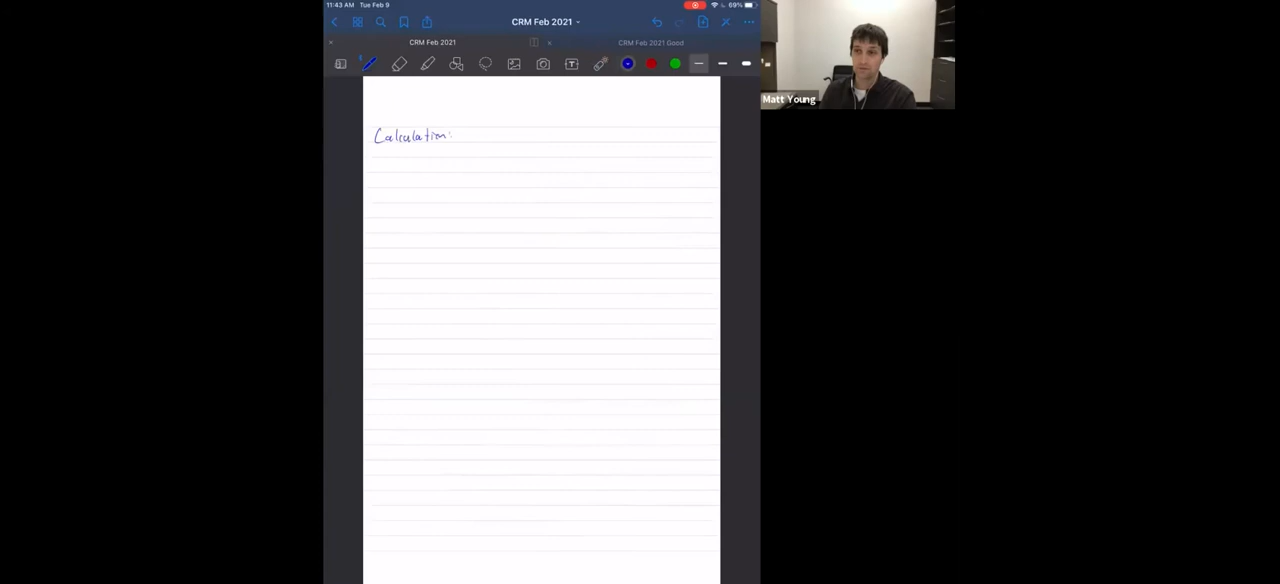 11:43 AM Tue Feb 9
69%
CRM Feb 2021
CRM Feb 2021
CRM Feb 2021 Good
Matt Young
Calculation: